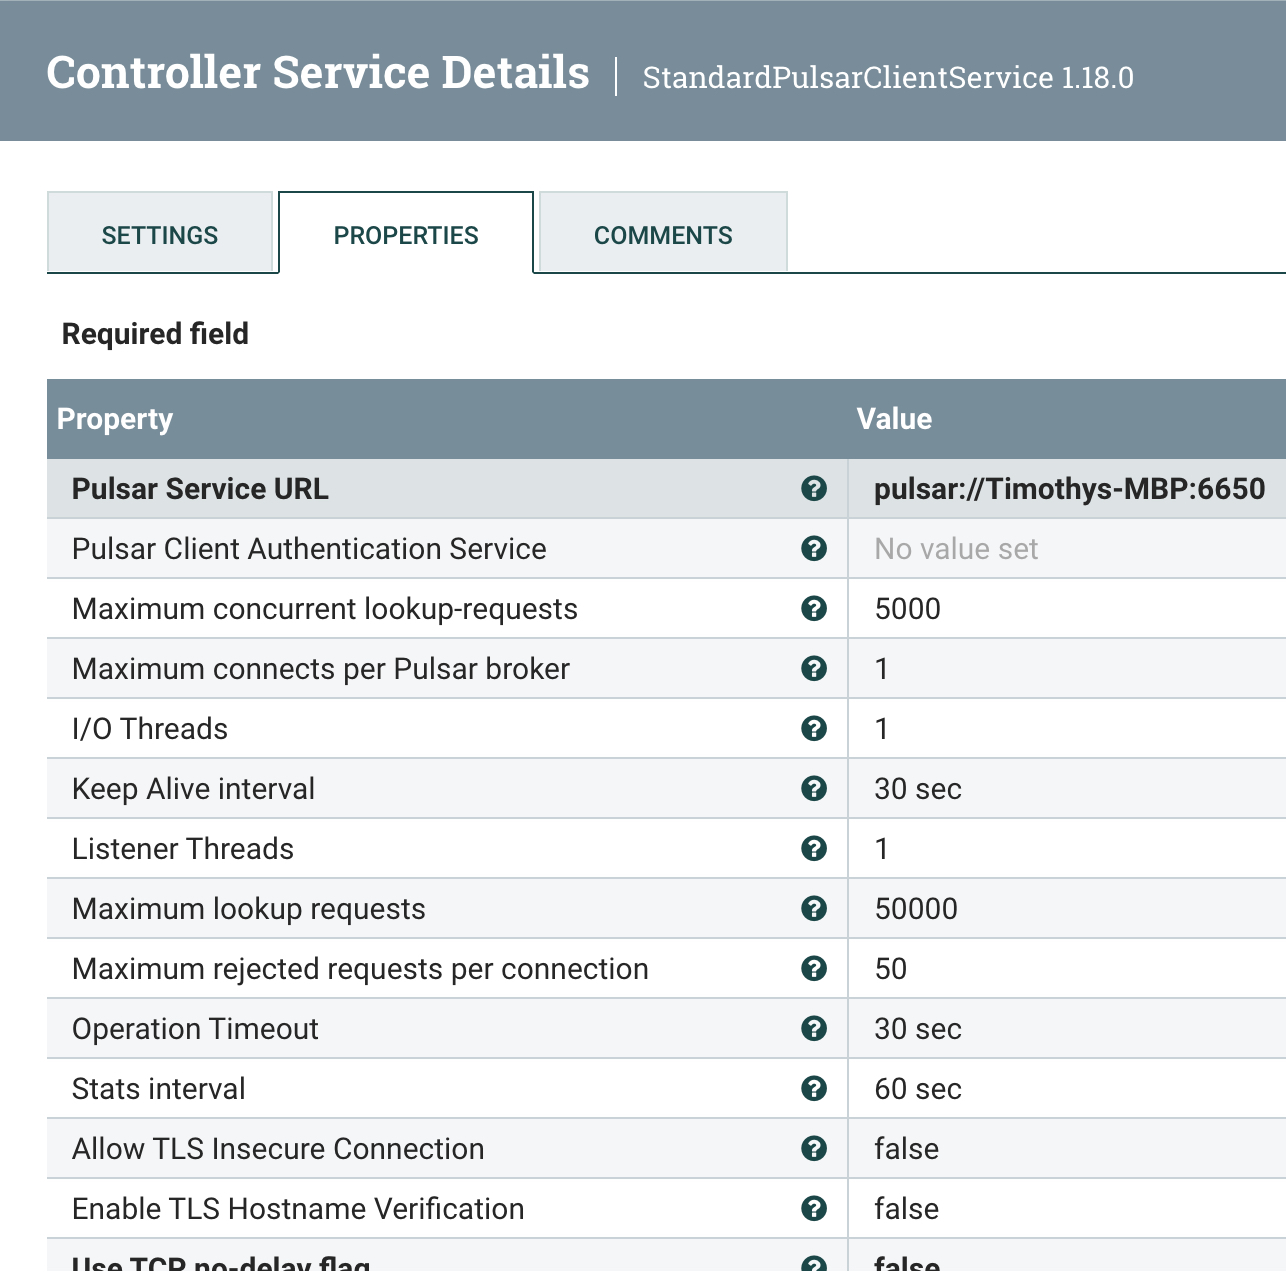 Controller Service Details | StandardPulsarClientService 1.18.0
SETTINGS PROPERTIES COMMENTS
Required field
Property Value
Pulsar Service URL ? pulsar://Timothys-MBP:6650
Pulsar Client Authentication Service ? No value set
Maximum concurrent lookup-requests ? 5000
Maximum connects per Pulsar broker ? 1
I/O Threads ? 1
Keep Alive interval ? 30 sec
Listener Threads ? 1
Maximum lookup requests ? 50000
Maximum rejected requests per connection ? 50
Operation Timeout ? 30 sec
Stats interval ? 60 sec
Allow TLS Insecure Connection ? false
Enable TLS Hostname Verification ? false
Use TCP no-delay flag ? false